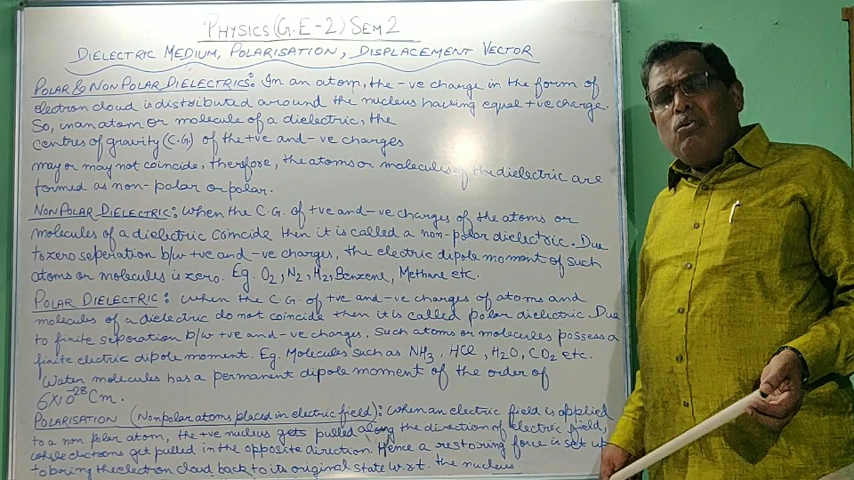 PHYSICS (G.E-2) SEM 2
DIELECTRIC MEDIUM, POLARISATION, DISPLACEMENT VECTOR
POLAR & NON POLAR DIELECTRICS: In an atom, the -ve charge in the form of
electron cloud is distributed around the nucleus having equal +ve charge.
So, in an atom or molecule of a dielectric, the
centres of gravity (C.G) of the +ve and -ve charges
may or may not coincide, therefore, the atoms or molecules of the dielectric are
formed as non-polar or polar.
NON POLAR DIELECTRIC: When the C.G. of +ve and -ve charges of the atoms or
molecules of a dielectric coincide then it is called a non-polar dielectric. Due
to zero seperation b/w +ve and -ve charges, the electric dipole moment of such
atoms or molecules is zero. Eg. O2, N2, H2, Benzene, Methane etc.
POLAR DIELECTRIC: When the C.G. of +ve and -ve charges of atoms and
molecules of a dielectric do not coincide then it is called polar dielectric. Due
to finite seperation b/w +ve and -ve charges. Such atoms or molecules possess a
finite electric dipole moment. Eg. Molecules such as NH3, HCl, H2O, CO2 etc.
Water molecules has a permanent dipole moment of the order of
6X10^-28 Cm.
POLARISATION (Nonpolar atoms placed in electric field): When an electric field is applied
to a non polar atom, the +ve nucleus gets pulled along the direction of electric field,
while electrons get pulled in the opposite direction. Hence a restoring force is set up
to bring the electron cloud back to its original state w.r.t. the nucleus.